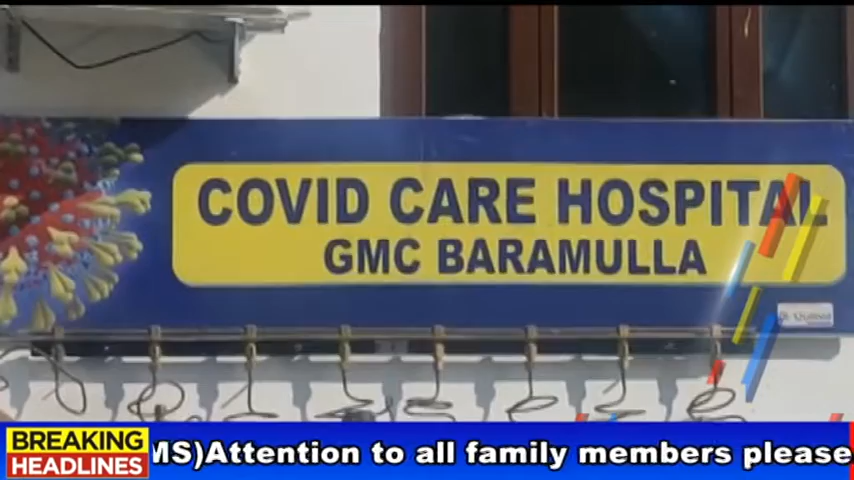 COVID CARE HOSPITAL
GMC BARAMULLA
BREAKING
HEADLINES
MS)Attention to all family members please